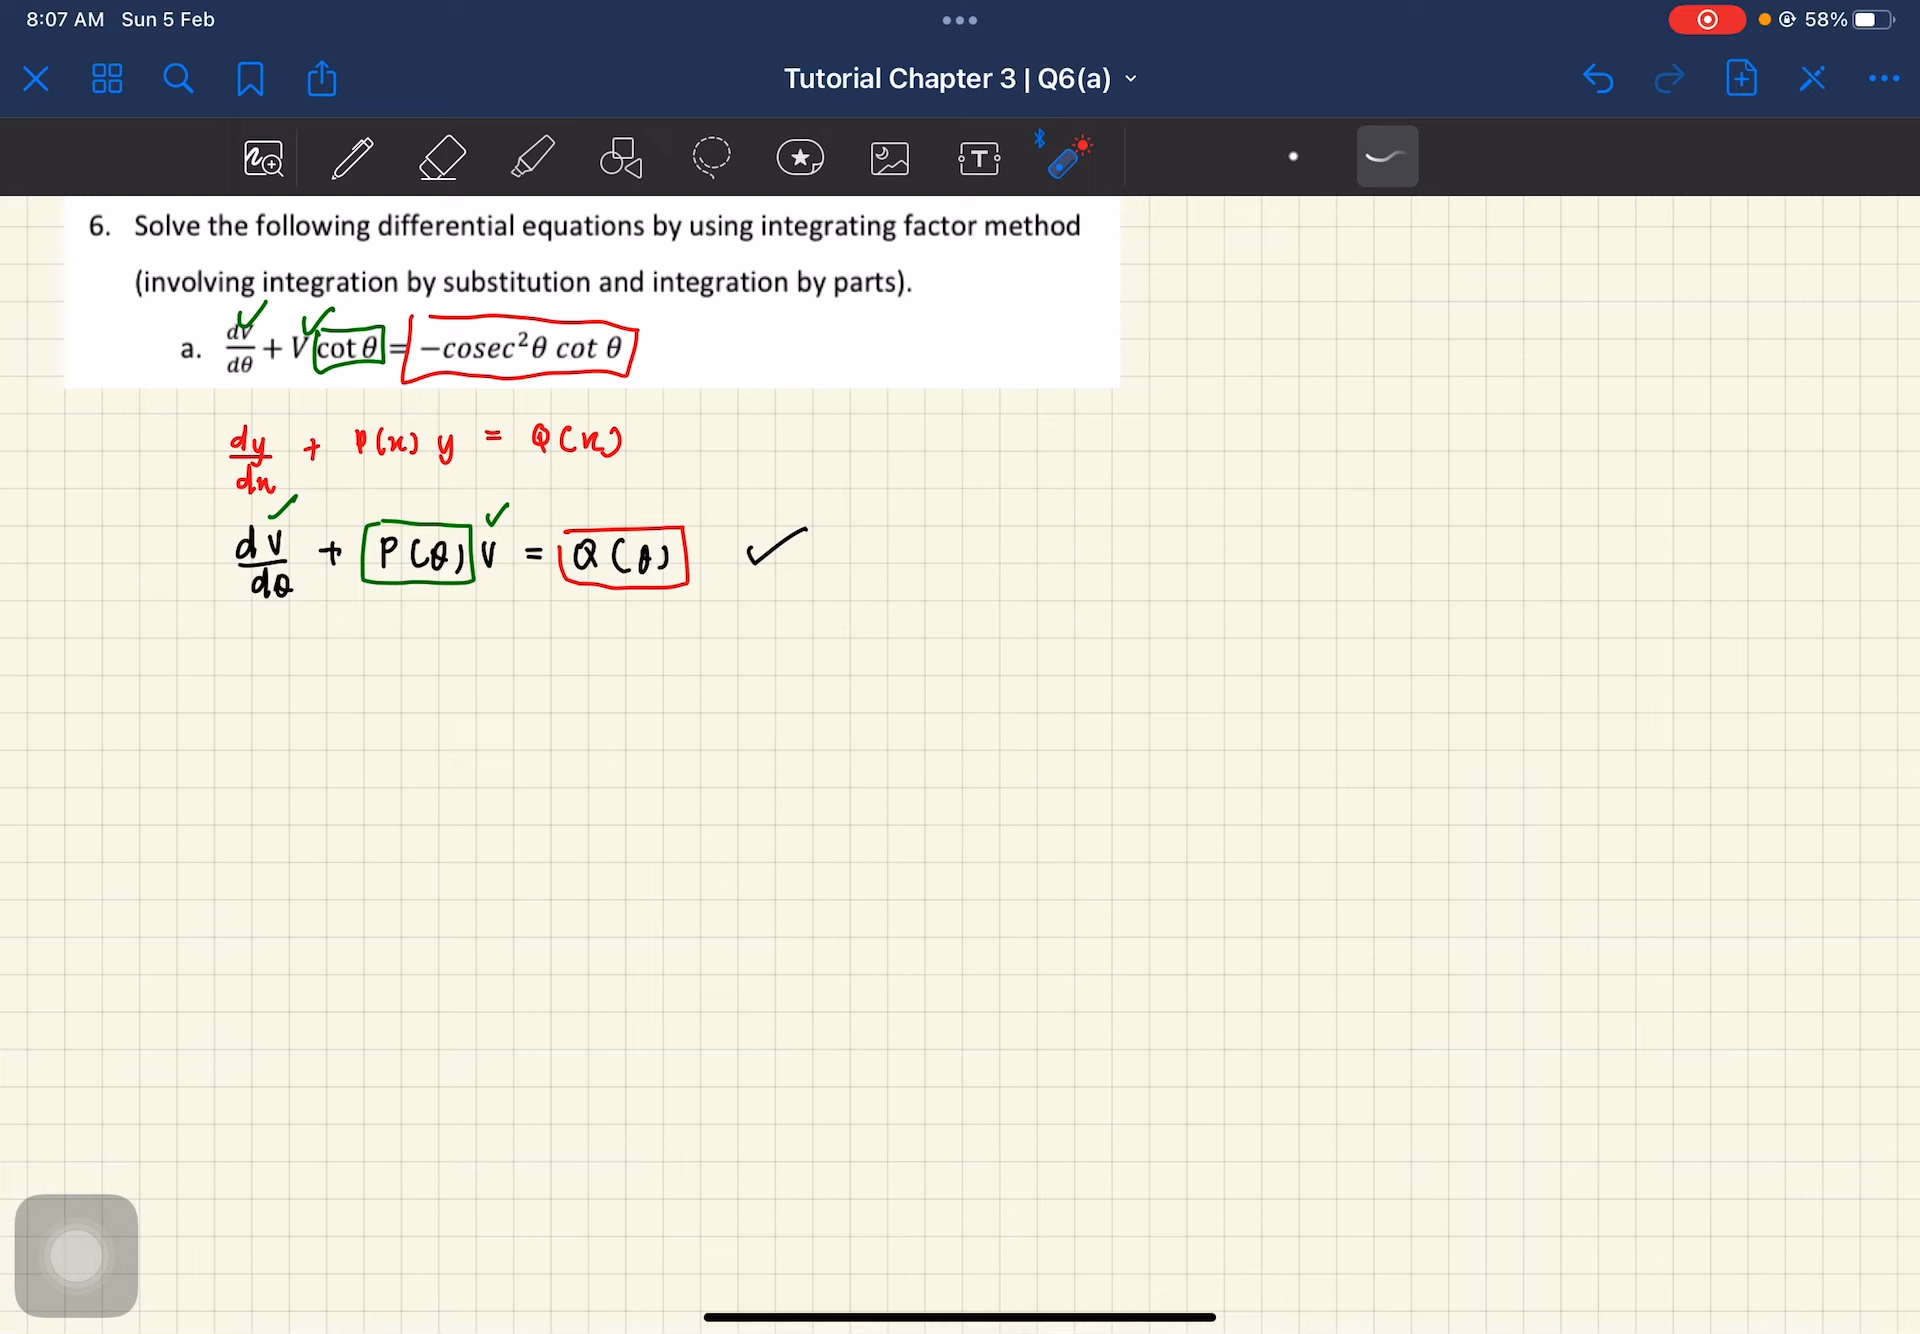 8:07 AM Sun 5 Feb
58%
Tutorial Chapter 3 | Q6(a)
6. Solve the following differential equations by using integrating factor method
(involving integration by substitution and integration by parts).
a. dV/dθ + V cot θ = −cosec²θ cot θ
dy/dx + P(x) y = Q(x)
dV/dθ + P(θ) V = Q(θ)